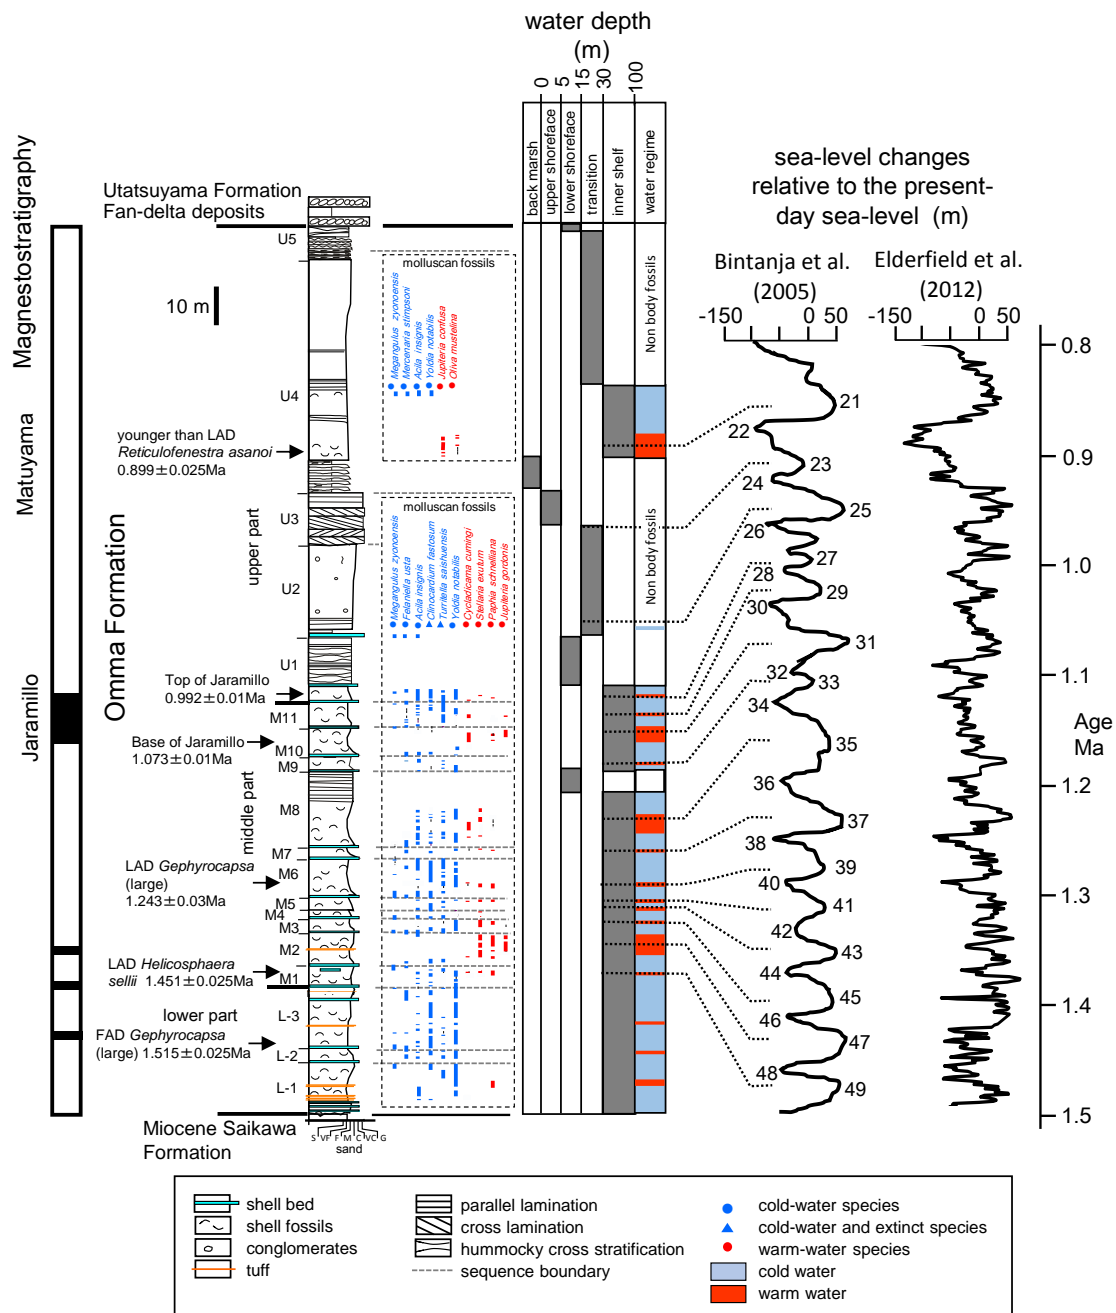 water depth
(m)
0
5
15
30
100
back marsh
upper shoreface
lower shoreface
transition
inner shelf
water regime
Magnestostratigraphy
Matuyama
Jaramillo
Omma Formation
upper part
middle part
lower part
Utatsuyama Formation
Fan-delta deposits
10 m
U5
U4
U3
U2
U1
M11
M10
M9
M8
M7
M6
M5
M4
M3
M2
M1
L-3
L-2
L-1
younger than LAD
Reticulofenestra asanoi
0.899±0.025Ma
Top of Jaramillo
0.992±0.01Ma
Base of Jaramillo
1.073±0.01Ma
LAD Gephyrocapsa
(large)
1.243±0.03Ma
LAD Helicosphaera
sellii 1.451±0.025Ma
FAD Gephyrocapsa
(large) 1.515±0.025Ma
Miocene Saikawa
Formation
S VF F M C VC G
sand
molluscan fossils
Megangulus zyonoensis
Mercenaria stimpsoni
Acila insignis
Yoldia notabilis
Jupiteria confusa
Oliva mustelina
molluscan fossils
Megangulus zyonoensis
Felaniella usta
Acila insignis
Clinocardium fastosum
Turritella saishuensis
Yoldia notabilis
Cycladicama cumingi
Stellaria exutum
Paphia schnelliana
Jupiteria gordonis
Non body fossils
Non body fossils
sea-level changes
relative to the present-
day sea-level (m)
Bintanja et al.
(2005)
-150 0 50
Elderfield et al.
(2012)
-150 0 50
21
22
23
24
25
26
27
28
29
30
31
32
33
34
35
36
37
38
39
40
41
42
43
44
45
46
47
48
49
0.8
0.9
1.0
1.1
1.2
1.3
1.4
1.5
Age
Ma
shell bed
shell fossils
conglomerates
tuff
parallel lamination
cross lamination
hummocky cross stratification
sequence boundary
cold-water species
cold-water and extinct species
warm-water species
cold water
warm water